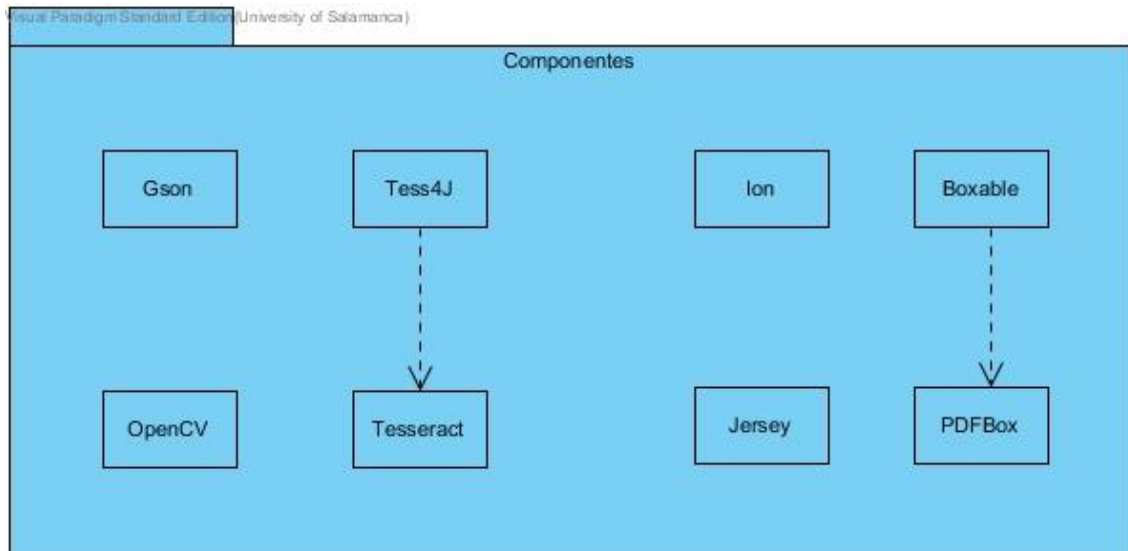 Visual Paradigm Standard Edition(University of Salamanca)
Componentes
Gson
Tess4J
Ion
Boxable
OpenCV
Tesseract
Jersey
PDFBox